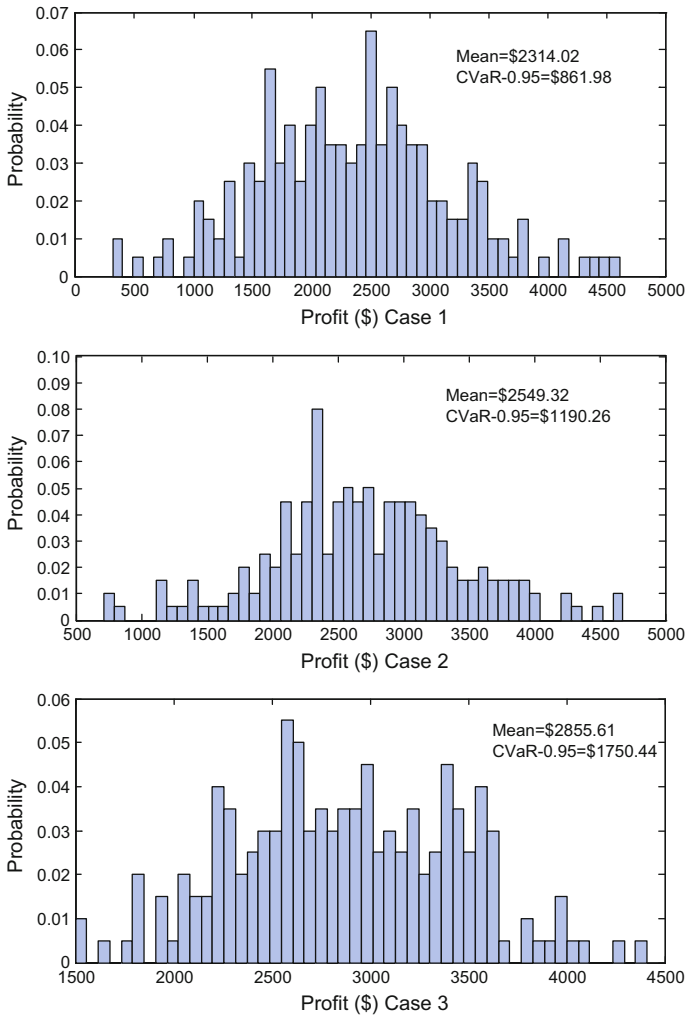 0.07
0.06
0.05
0.04
0.03
0.02
0.01
0
Probability
Mean=$2314.02
CVaR-0.95=$861.98
0 500 1000 1500 2000 2500 3000 3500 4000 4500 5000
Profit ($) Case 1
0.10
0.09
0.08
0.07
0.06
0.05
0.04
0.03
0.02
0.01
0
Probability
Mean=$2549.32
CVaR-0.95=$1190.26
500 1000 1500 2000 2500 3000 3500 4000 4500 5000
Profit ($) Case 2
0.06
0.05
0.04
0.03
0.02
0.01
0
Probability
Mean=$2855.61
CVaR-0.95=$1750.44
1500 2000 2500 3000 3500 4000 4500
Profit ($) Case 3